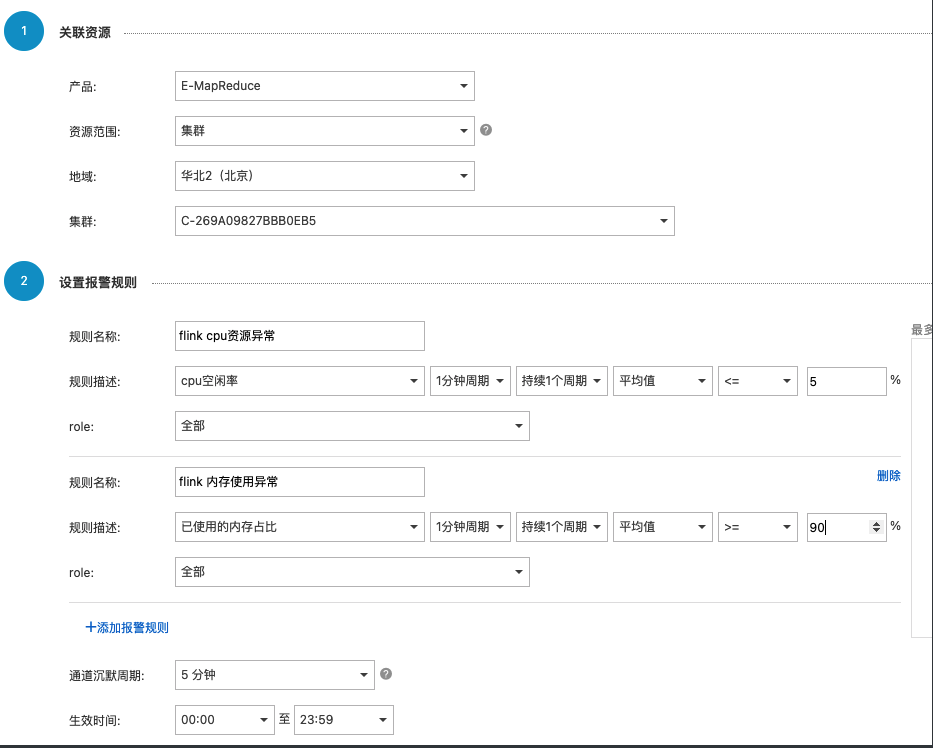 1 关联资源
产品: E-MapReduce
资源范围: 集群 ?
地域: 华北2（北京）
集群: C-269A09827BBB0EB5
2 设置报警规则
最多
规则名称: flink cpu资源异常
规则描述: cpu空闲率 1分钟周期 持续1个周期 平均值 <= 5 %
role: 全部
删除
规则名称: flink 内存使用异常
规则描述: 已使用的内存占比 1分钟周期 持续1个周期 平均值 >= 90 %
role: 全部
+添加报警规则
通道沉默周期: 5 分钟 ?
生效时间: 00:00 至 23:59